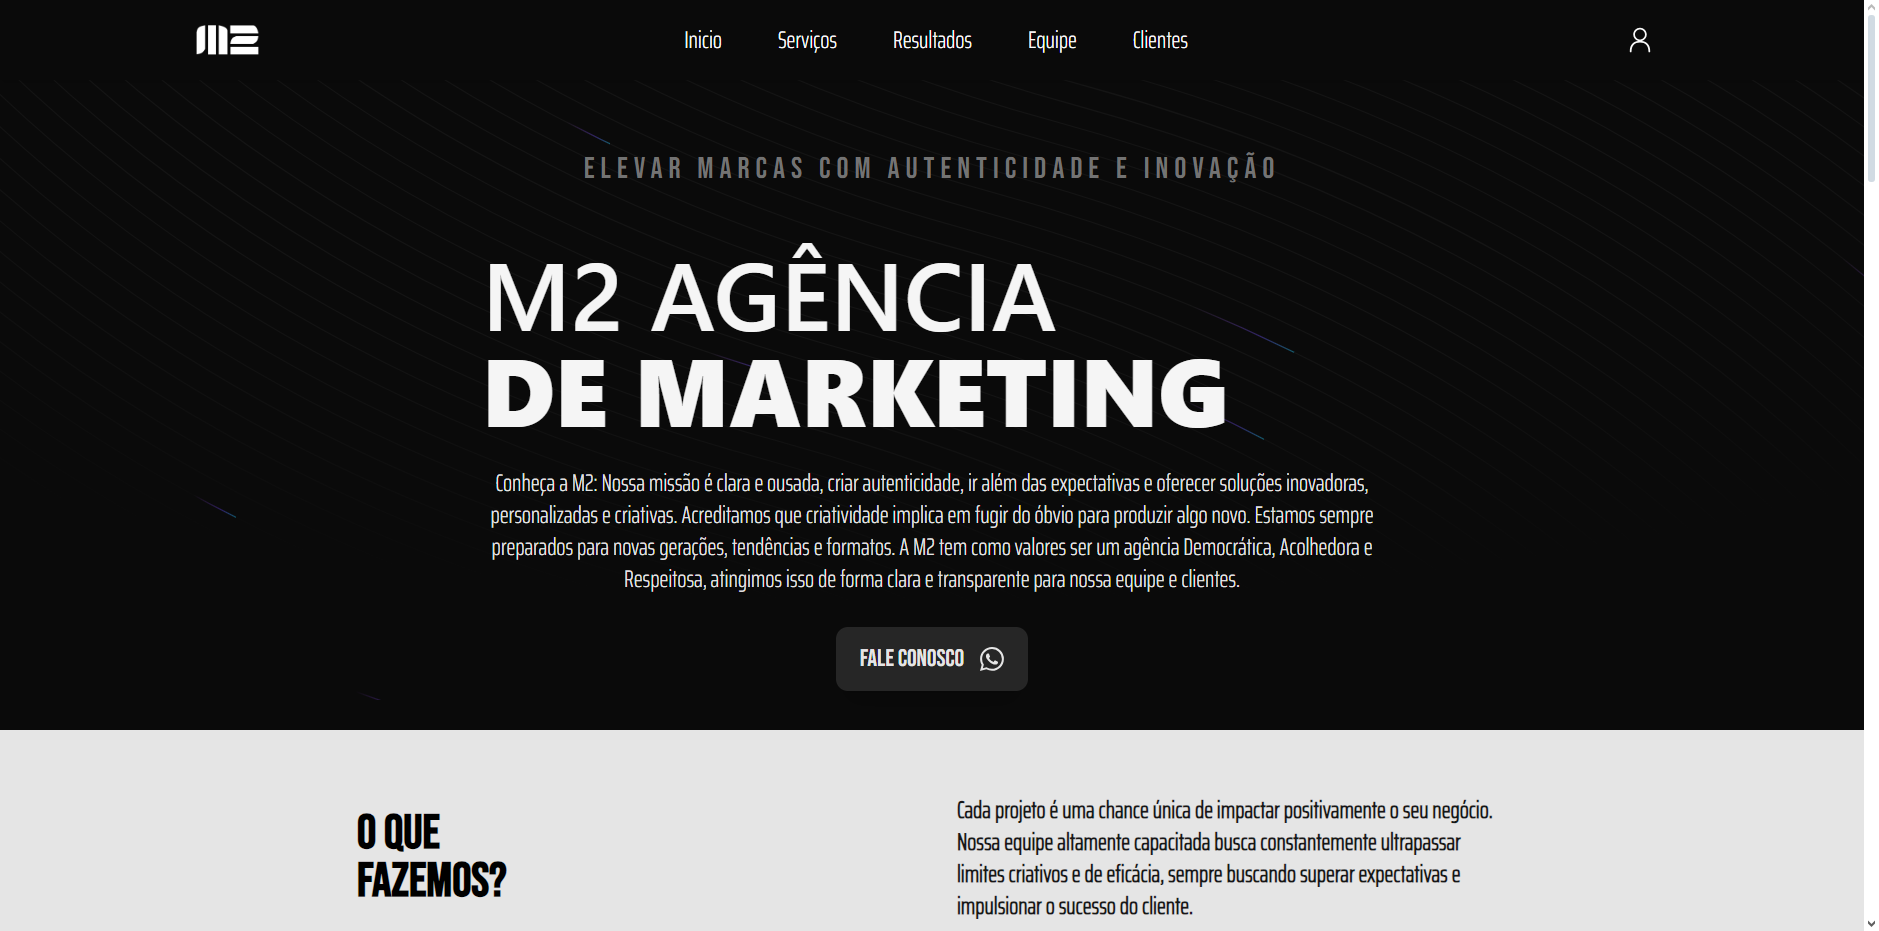 M2
Inicio Serviços Resultados Equipe Clientes
ELEVAR MARCAS COM AUTENTICIDADE E INOVAÇÃO
M2 AGÊNCIA
DE MARKETING
Conheça a M2: Nossa missão é clara e ousada, criar autenticidade, ir além das expectativas e oferecer soluções inovadoras,
personalizadas e criativas. Acreditamos que criatividade implica em fugir do óbvio para produzir algo novo. Estamos sempre
preparados para novas gerações, tendências e formatos. A M2 tem como valores ser um agência Democrática, Acolhedora e
Respeitosa, atingimos isso de forma clara e transparente para nossa equipe e clientes.
FALE CONOSCO
O QUE
FAZEMOS?
Cada projeto é uma chance única de impactar positivamente o seu negócio.
Nossa equipe altamente capacitada busca constantemente ultrapassar
limites criativos e de eficácia, sempre buscando superar expectativas e
impulsionar o sucesso do cliente.